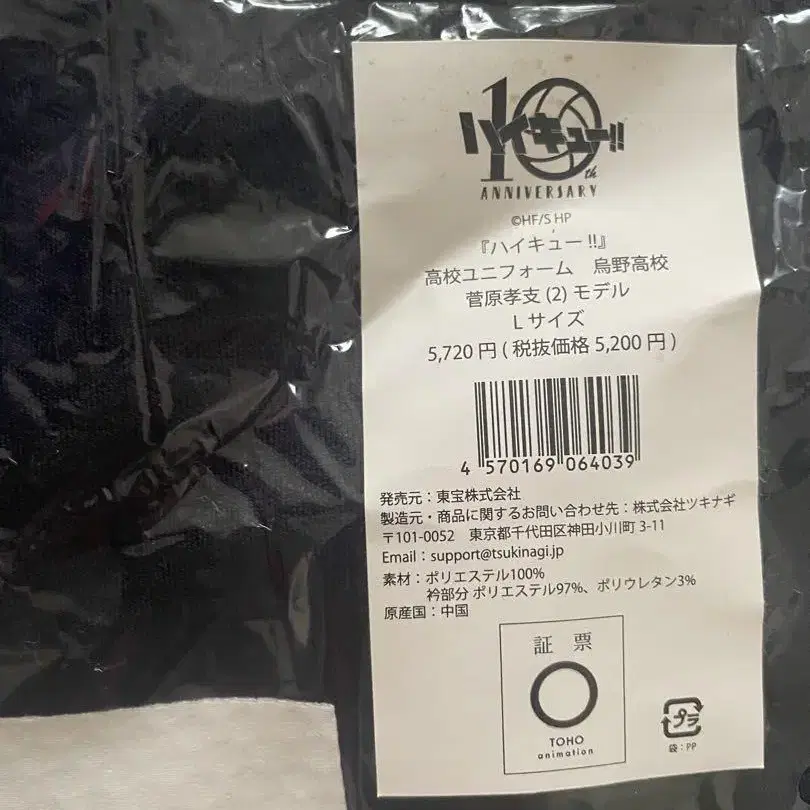 10th
ハイキュー!!
ANNIVERSARY
©HF/S HP
『ハイキュー!!』
高校ユニフォーム　烏野高校
菅原孝支(2)モデル
Lサイズ
5,720円(税抜価格5,200円)
4 570169 064039
発売元：東宝株式会社
製造元・商品に関するお問い合わせ先：株式会社ツキナギ
〒101-0052　東京都千代田区神田小川町3-11
Email：support@tsukinagi.jp
素材：ポリエステル100%
衿部分 ポリエステル97%、ポリウレタン3%
原産国：中国
証 票
TOHO
animation
プラ
袋：PP